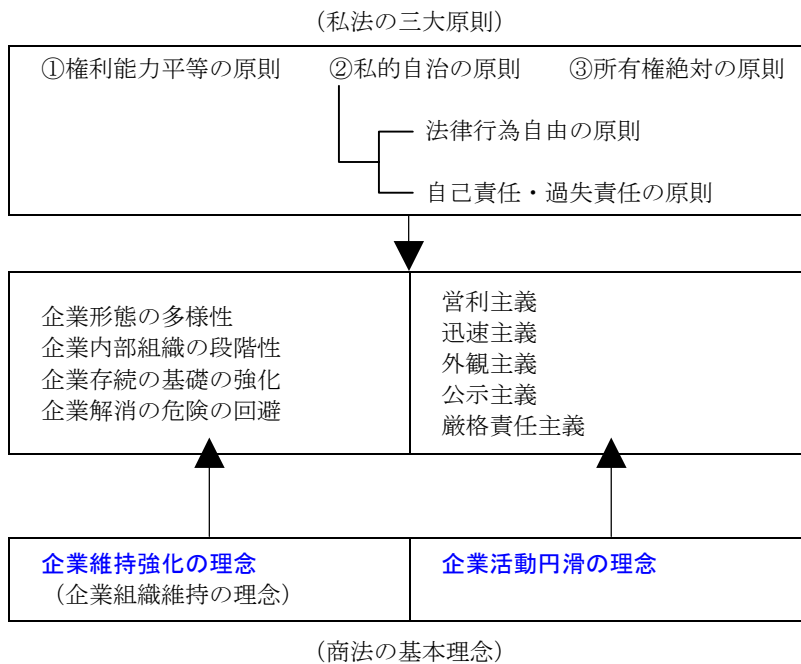 （私法の三大原則）
①権利能力平等の原則 ②私的自治の原則 ③所有権絶対の原則
法律行為自由の原則
自己責任・過失責任の原則
企業形態の多様性
企業内部組織の段階性
企業存続の基礎の強化
企業解消の危険の回避
営利主義
迅速主義
外観主義
公示主義
厳格責任主義
企業維持強化の理念
（企業組織維持の理念）
企業活動円滑の理念
（商法の基本理念）